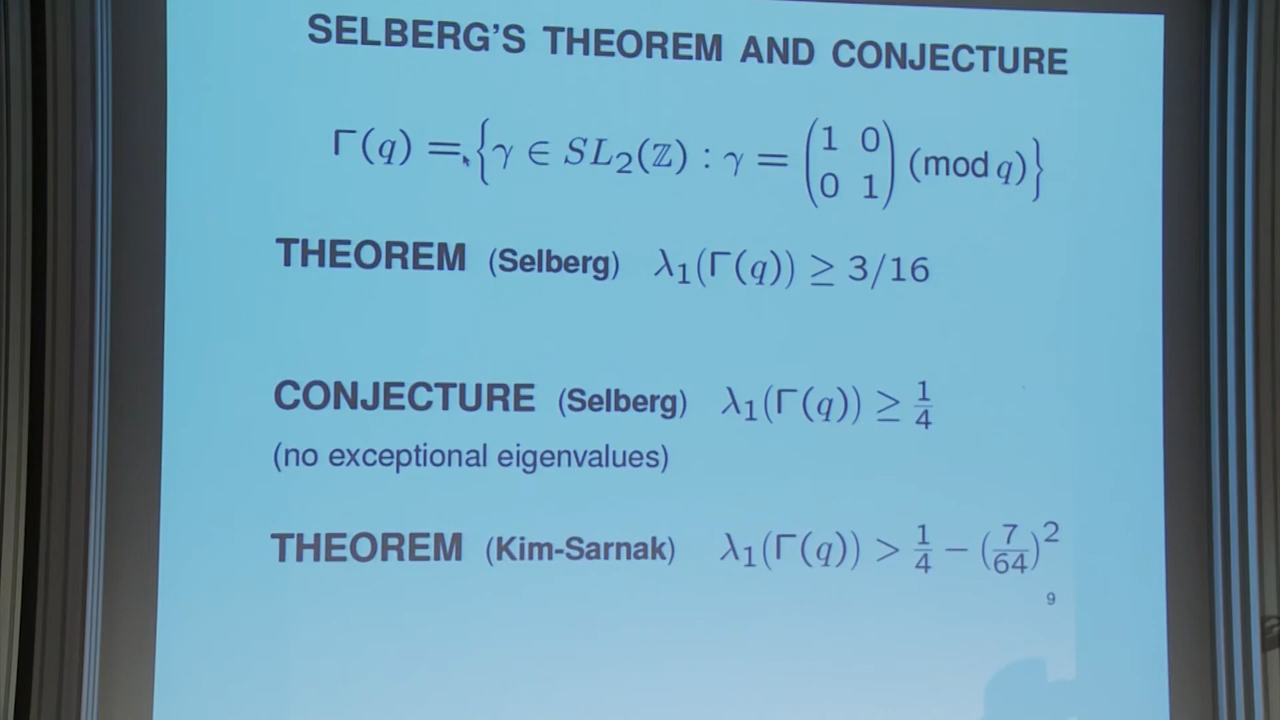 SELBERG'S THEOREM AND CONJECTURE
Γ(q) = {γ ∈ SL₂(ℤ) : γ = (1 0 0 1) (mod q)}
THEOREM (Selberg) λ₁(Γ(q)) ≥ 3/16
CONJECTURE (Selberg) λ₁(Γ(q)) ≥ 1/4
(no exceptional eigenvalues)
THEOREM (Kim-Sarnak) λ₁(Γ(q)) > 1/4 − (7/64)²
9